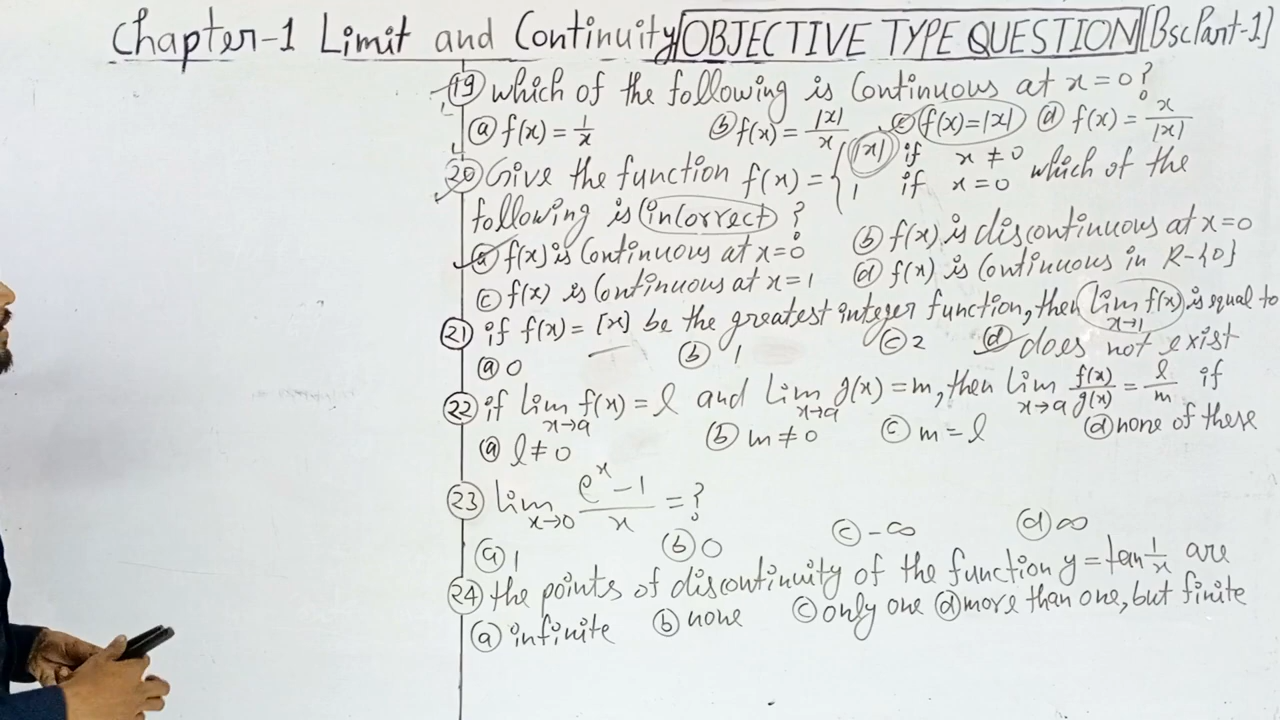 Chapter-1 Limit and Continuity [OBJECTIVE TYPE QUESTION] [Bsc Part-1]
(19) which of the following is Continuous at x=0?
(a) f(x) = 1/x (b) f(x) = |x|/x (c) f(x)=|x| (d) f(x) = x/|x|
(20) Give the function f(x) = { |x| if x ≠ 0
1 if x = 0 which of the
following is incorrect ?
(a) f(x) is Continuous at x=0 (b) f(x) is discontinuous at x=0
(c) f(x) is Continuous at x=1 (d) f(x) is Continuous in R-{0}
(21) if f(x) = [x] be the greatest integer function, then lim x→1 f(x) is equal to
(a) 0 (b) 1 (c) 2 (d) does not exist
(22) if lim x→a f(x) = l and lim x→a g(x) = m, then lim x→a f(x)/g(x) = l/m if
(a) l≠0 (b) m≠0 (c) m=l (d) none of these
(23) lim x→0 (e^x-1)/x = ?
(a) 1 (b) 0 (c) -∞ (d) ∞
(24) the points of discontinuity of the function y = tan 1/x are
(a) infinite (b) none (c) only one (d) more than one, but finite